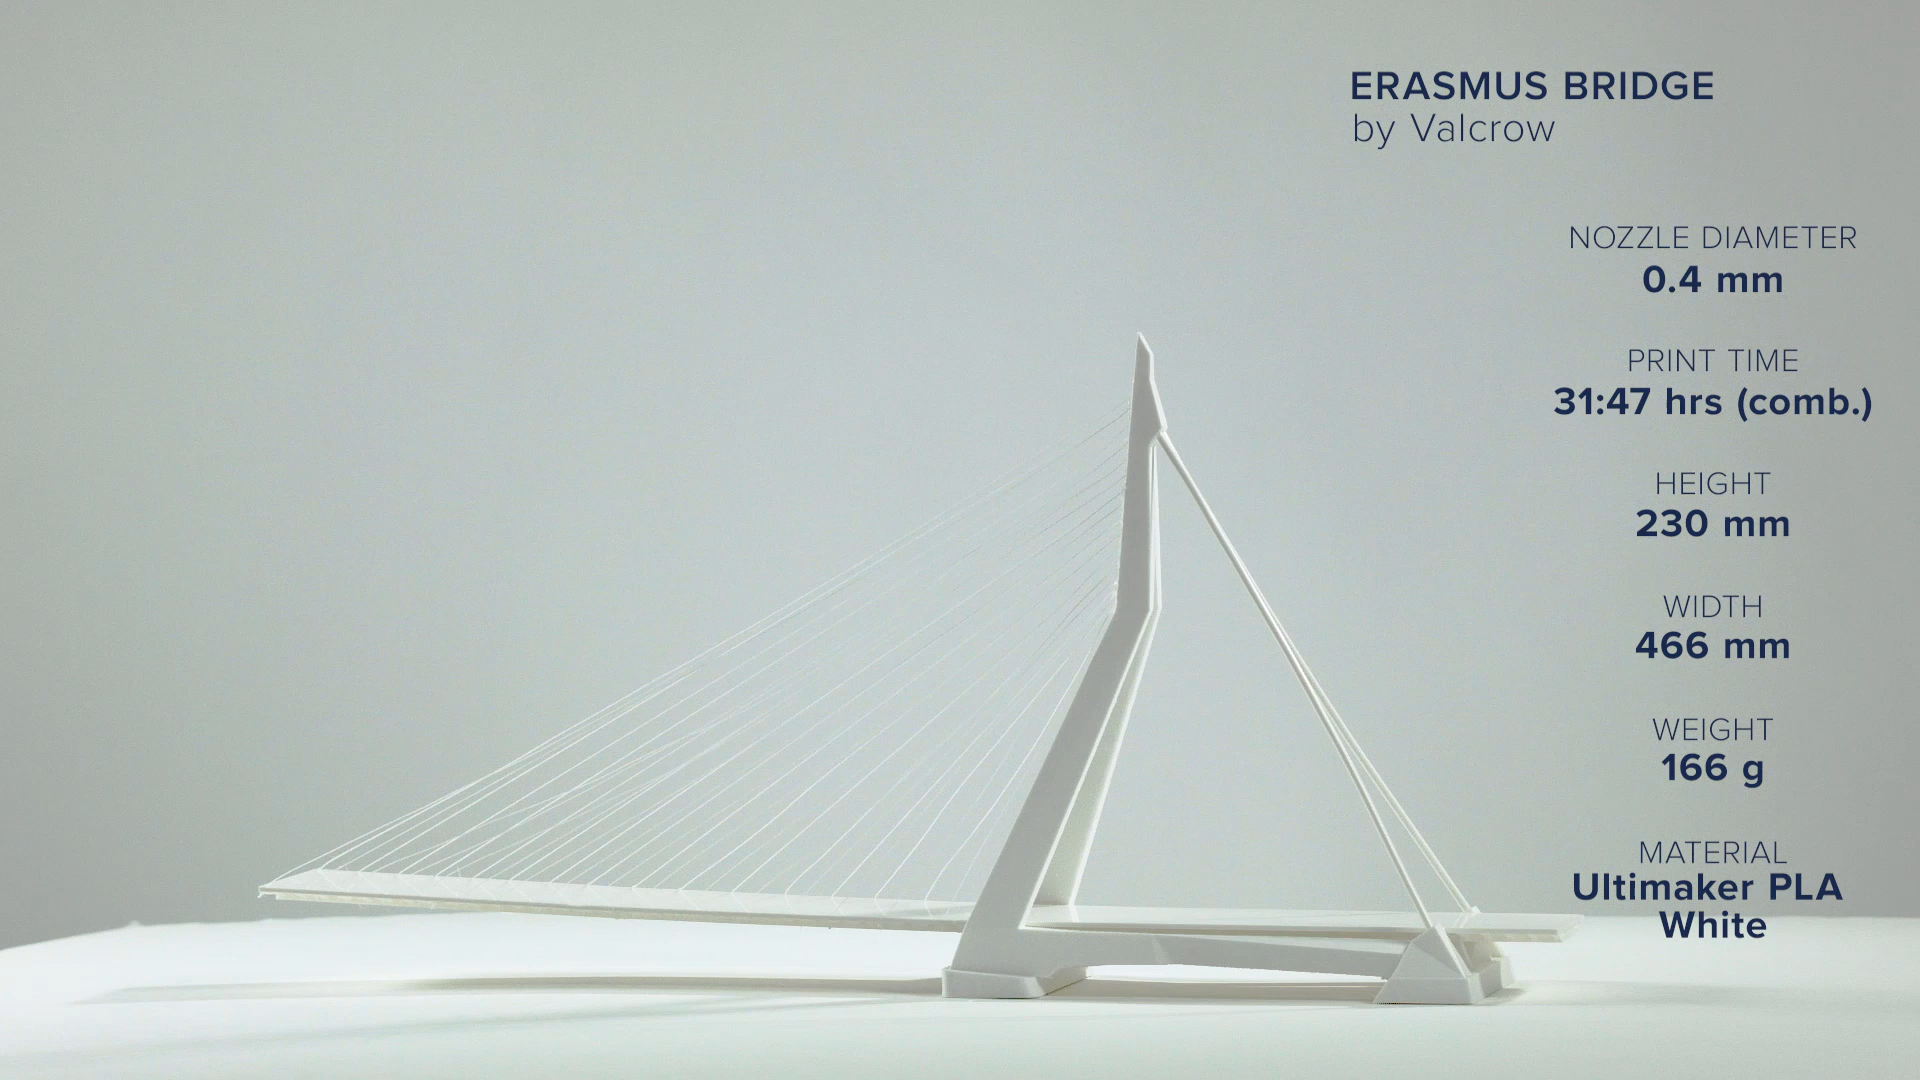 ERASMUS BRIDGE
by Valcrow
NOZZLE DIAMETER
0.4 mm
PRINT TIME
31:47 hrs (comb.)
HEIGHT
230 mm
WIDTH
466 mm
WEIGHT
166 g
MATERIAL
Ultimaker PLA
White